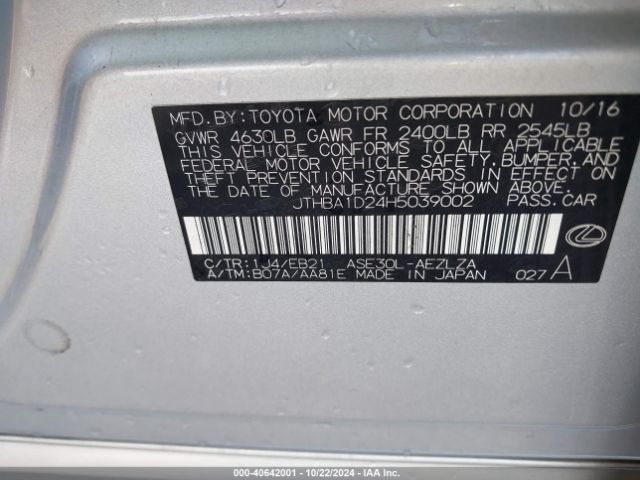 MFD.BY:TOYOTA MOTOR CORPORATION 10/16
GVWR 4630LB GAWR FR 2400LB RR 2545LB
THIS VEHICLE CONFORMS TO ALL APPLICABLE
FEDERAL MOTOR VEHICLE SAFETY,BUMPER,AND
THEFT PREVENTION STANDARDS IN EFFECT ON
THE DATE OF MANUFACTURE SHOWN ABOVE.
JTHBA1D24H5039002 PASS.CAR
C/TR:1J4/EB21 ASE30L-AEZLZA
A/TM:B07A/AA81E MADE IN JAPAN 027A
000-40642001 - 10/22/2024 - IAAI.COM